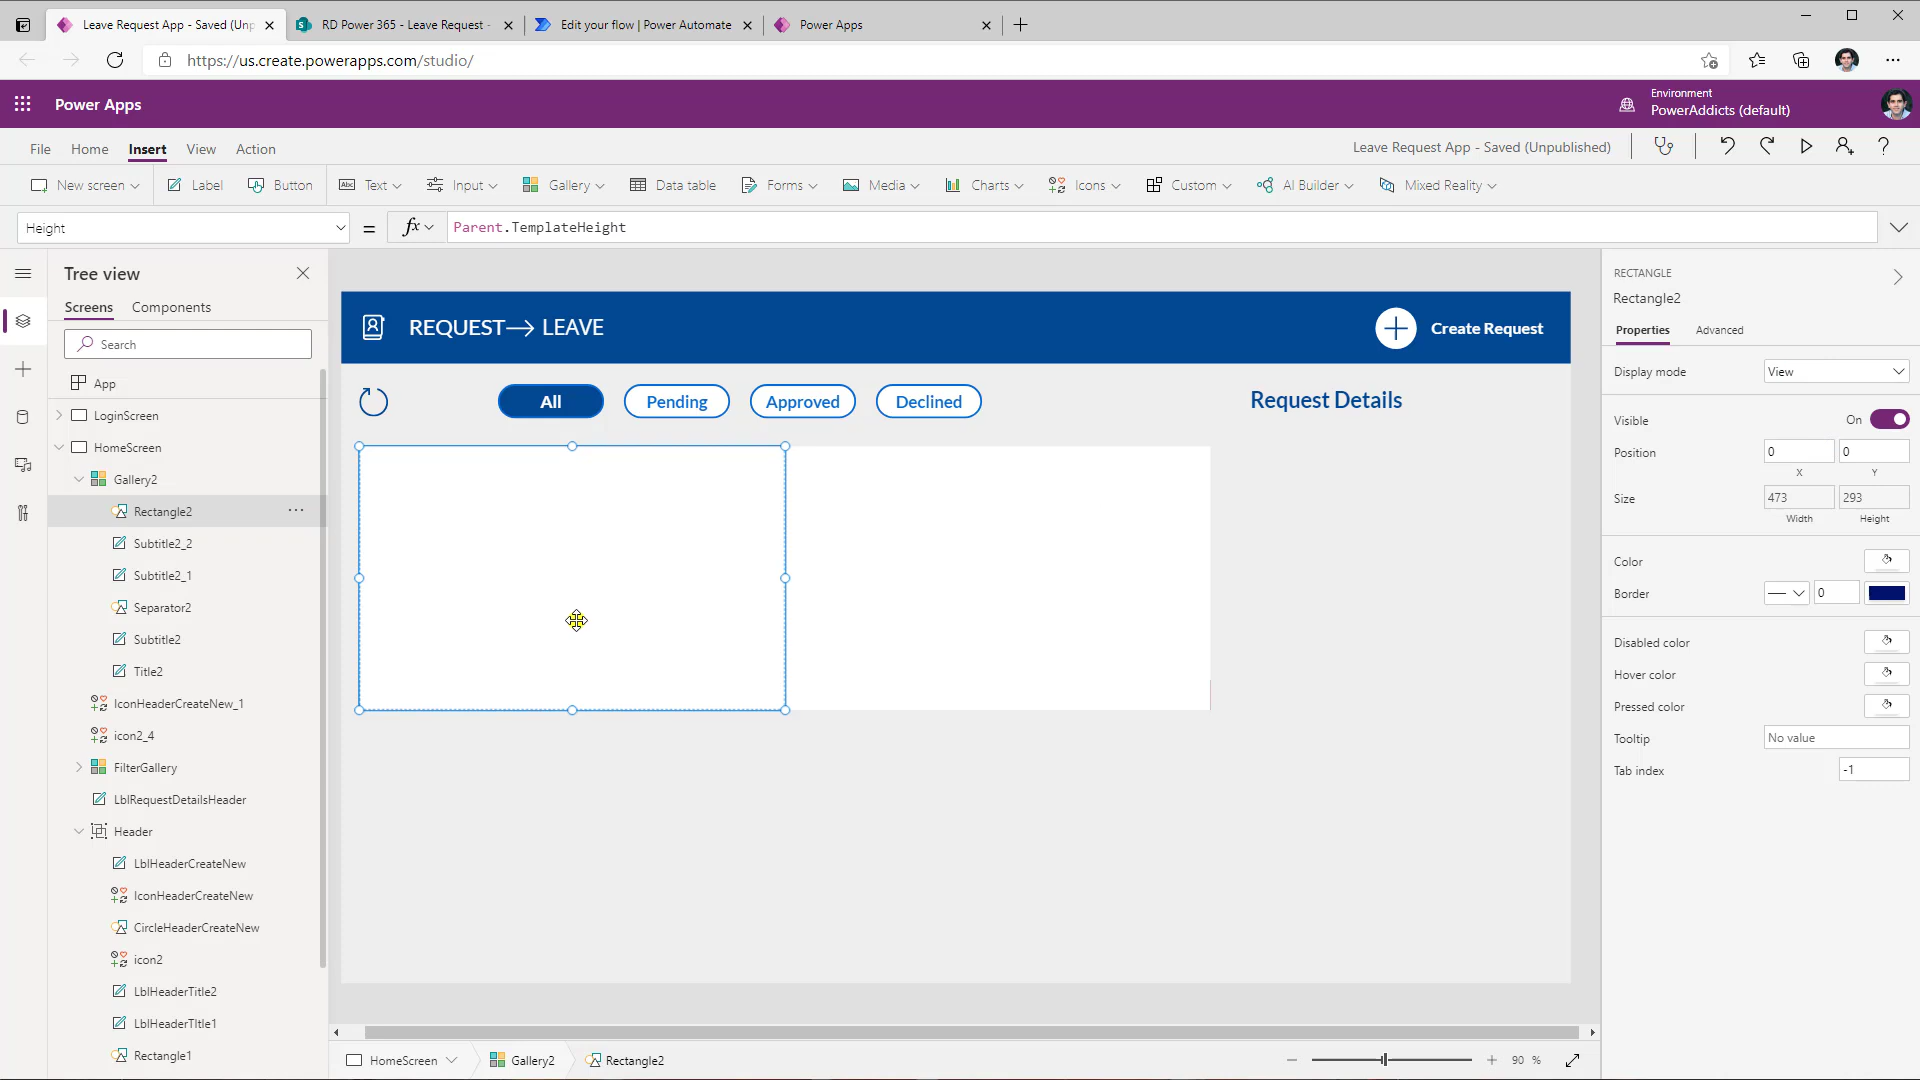 Leave Request App - Saved (Unp
RD Power 365 - Leave Request -
Edit your flow | Power Automate
Power Apps
https://us.create.powerapps.com/studio/
Power Apps
Environment
PowerAddicts (default)
File
Home
Insert
View
Action
Leave Request App - Saved (Unpublished)
New screen
Label
Button
Text
Input
Gallery
Data table
Forms
Media
Charts
Icons
Custom
AI Builder
Mixed Reality
Height
= fx
Parent.TemplateHeight
Tree view
Screens
Components
Search
App
LoginScreen
HomeScreen
Gallery2
Rectangle2
Subtitle2_2
Subtitle2_1
Separator2
Subtitle2
Title2
IconHeaderCreateNew_1
icon2_4
FilterGallery
LblRequestDetailsHeader
Header
LblHeaderCreateNew
IconHeaderCreateNew
CircleHeaderCreateNew
icon2
LblHeaderTitle2
LblHeaderTItle1
Rectangle1
REQUEST
LEAVE
Create Request
All
Pending
Approved
Declined
Request Details
HomeScreen
Gallery2
Rectangle2
90 %
RECTANGLE
Rectangle2
Properties
Advanced
Display mode
View
Visible
On
Position
0
0
X
Y
Size
473
293
Width
Height
Color
Border
0
Disabled color
Hover color
Pressed color
Tooltip
No value
Tab index
-1